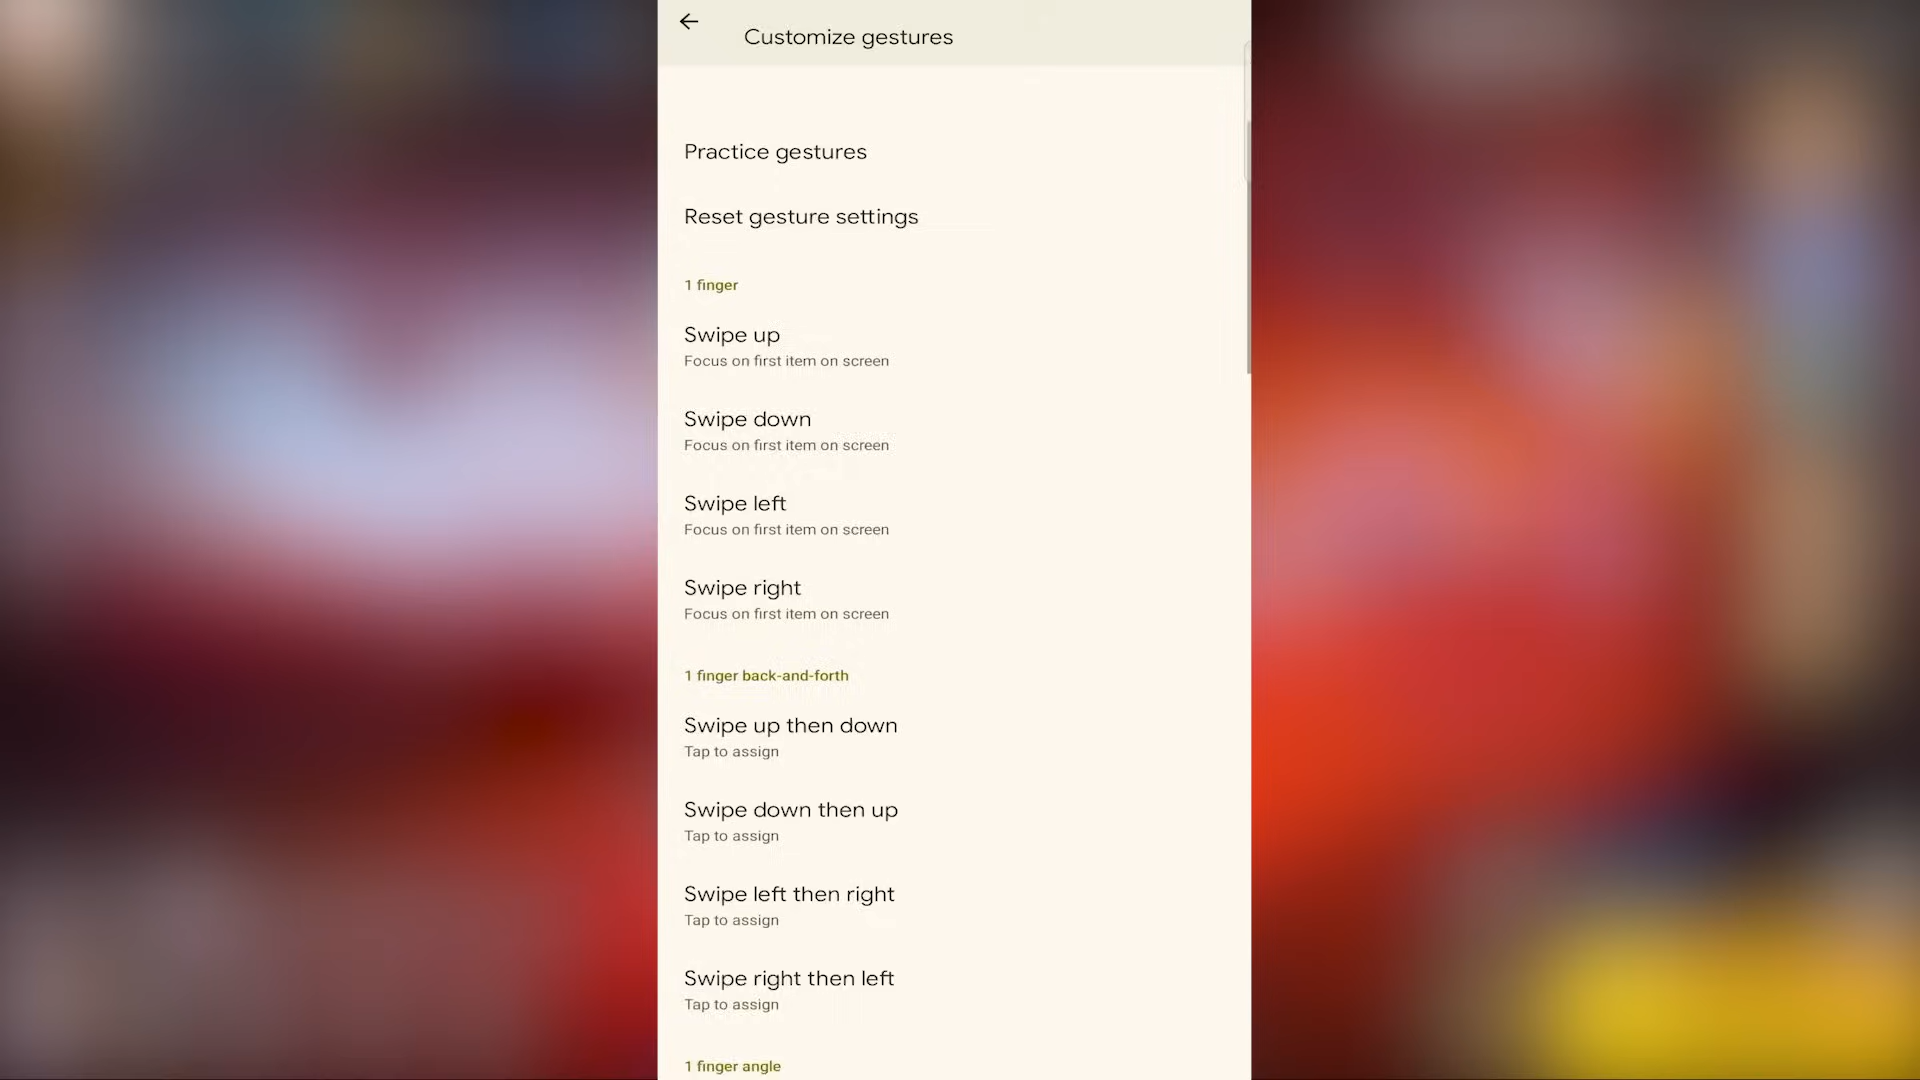 Customize gestures
Practice gestures
Reset gesture settings
1 finger
Swipe up
Focus on first item on screen
Swipe down
Focus on first item on screen
Swipe left
Focus on first item on screen
Swipe right
Focus on first item on screen
1 finger back-and-forth
Swipe up then down
Tap to assign
Swipe down then up
Tap to assign
Swipe left then right
Tap to assign
Swipe right then left
Tap to assign
1 finger angle